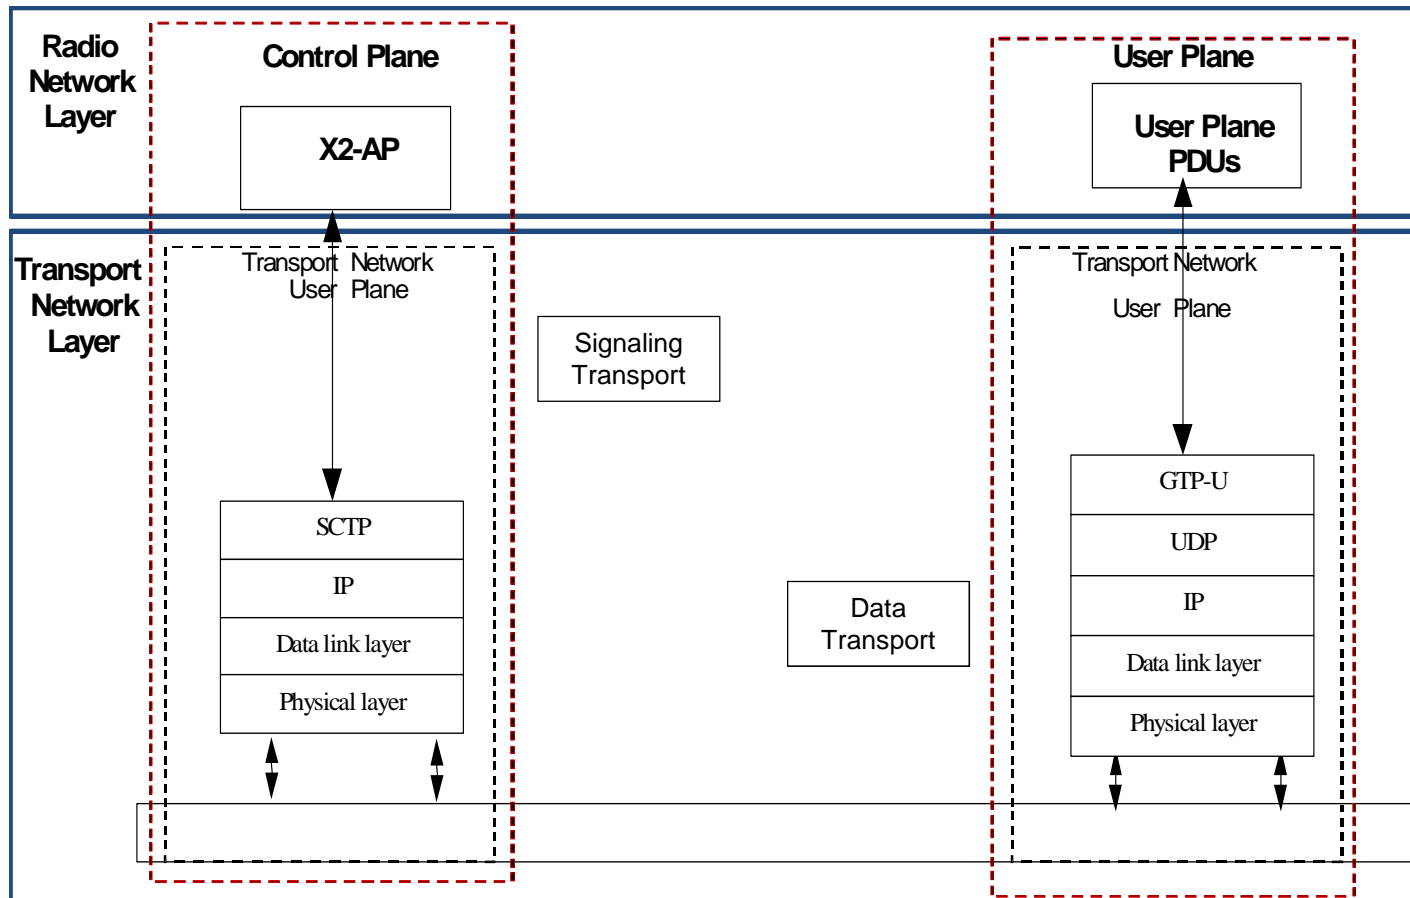 Radio
Network
Layer
Control Plane
X2-AP
User Plane
User Plane
PDUs
Transport
Network
Layer
Transport Network
User Plane
Signaling
Transport
SCTP
IP
Data link layer
Physical layer
Data
Transport
Transport Network
User Plane
GTP-U
UDP
IP
Data link layer
Physical layer